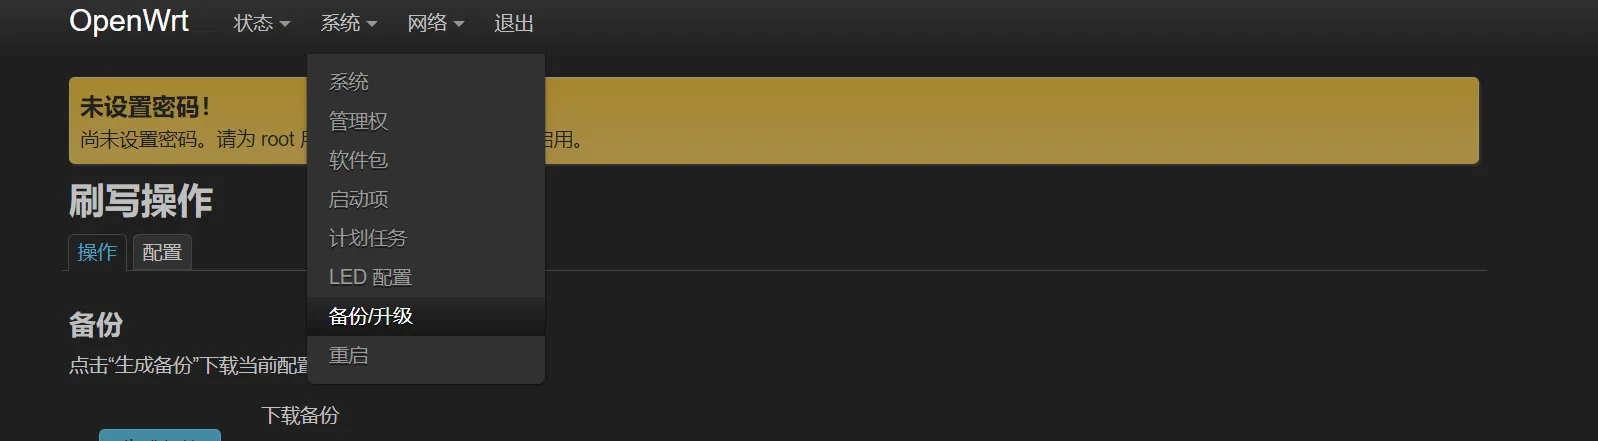 OpenWrt 状态 系统 网络 退出
系统
管理权
软件包
启动项
计划任务
LED 配置
备份/升级
重启
未设置密码!
尚未设置密码。请为 root 启用。
刷写操作
操作 配置
备份
点击“生成备份”下载当前配置
下载备份